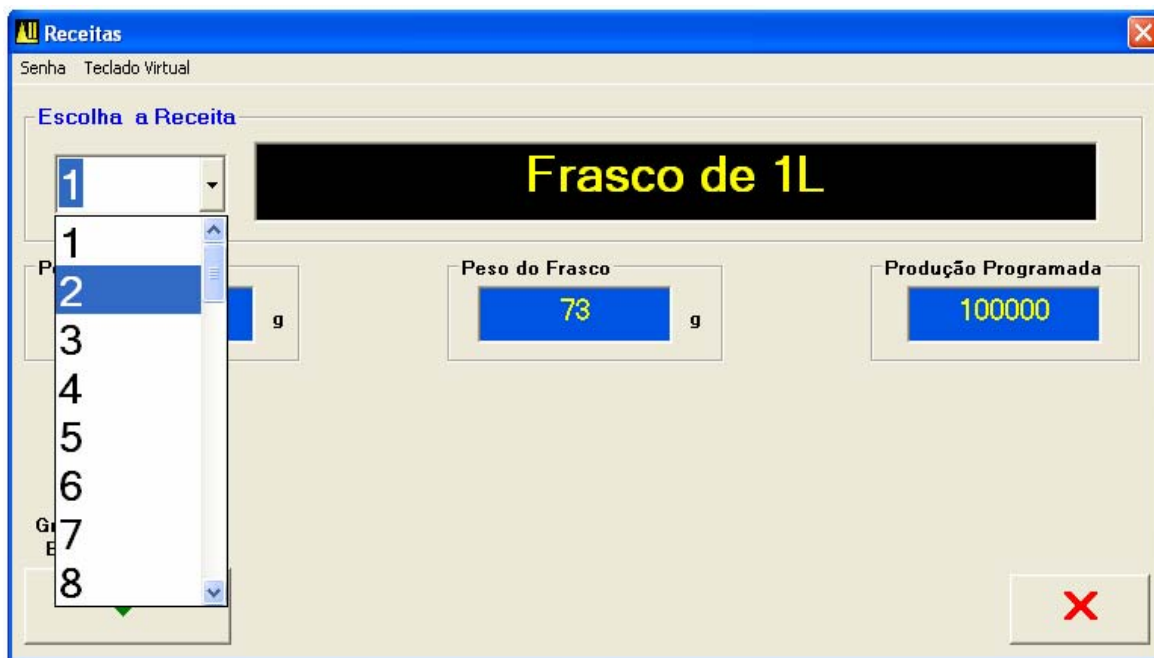 Receitas
Senha Teclado Virtual
Escolha a Receita
1
Frasco de 1L
1
2
3
4
5
6
7
8
g
Peso do Frasco
73 g
Produção Programada
100000